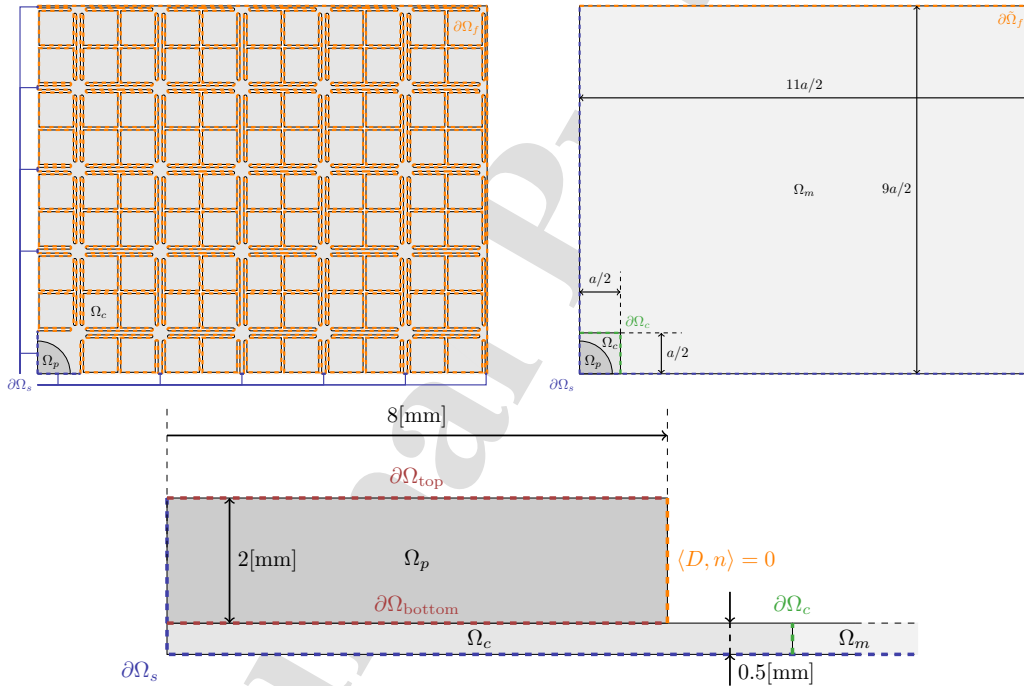 ∂Ω_f
Ω_c
Ω_p
∂Ω_s
∂Ω̃_f
11a/2
Ω_m
9a/2
a/2
∂Ω_c
Ω_c
a/2
Ω_p
∂Ω_s
8[mm]
∂Ω_top
2[mm]
Ω_p
⟨D, n⟩ = 0
∂Ω_bottom
∂Ω_c
Ω_c
Ω_m
∂Ω_s
0.5[mm]